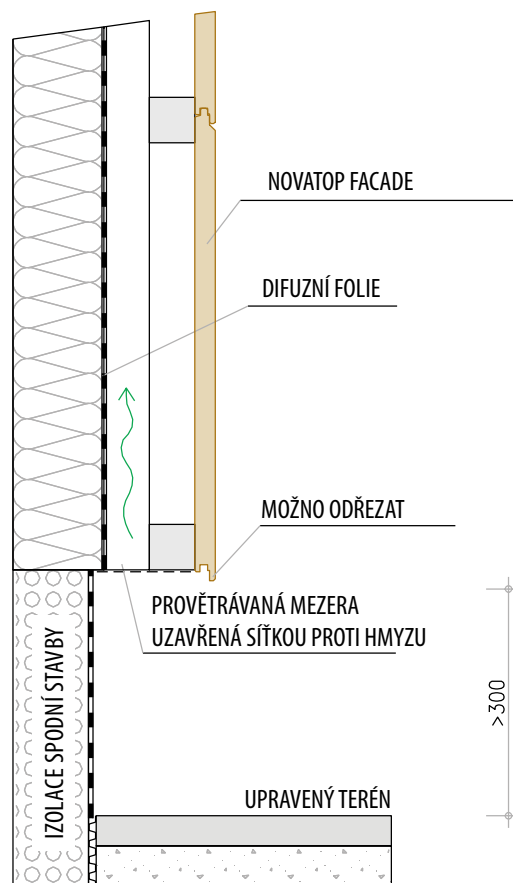 NOVATOP FACADE
DIFUZNÍ FOLIE
MOŽNO ODŘEZAT
PROVĚTRÁVANÁ MEZERA
UZAVŘENÁ SÍŤKOU PROTI HMYZU
IZOLACE SPODNÍ STAVBY
>300
UPRAVENÝ TERÉN